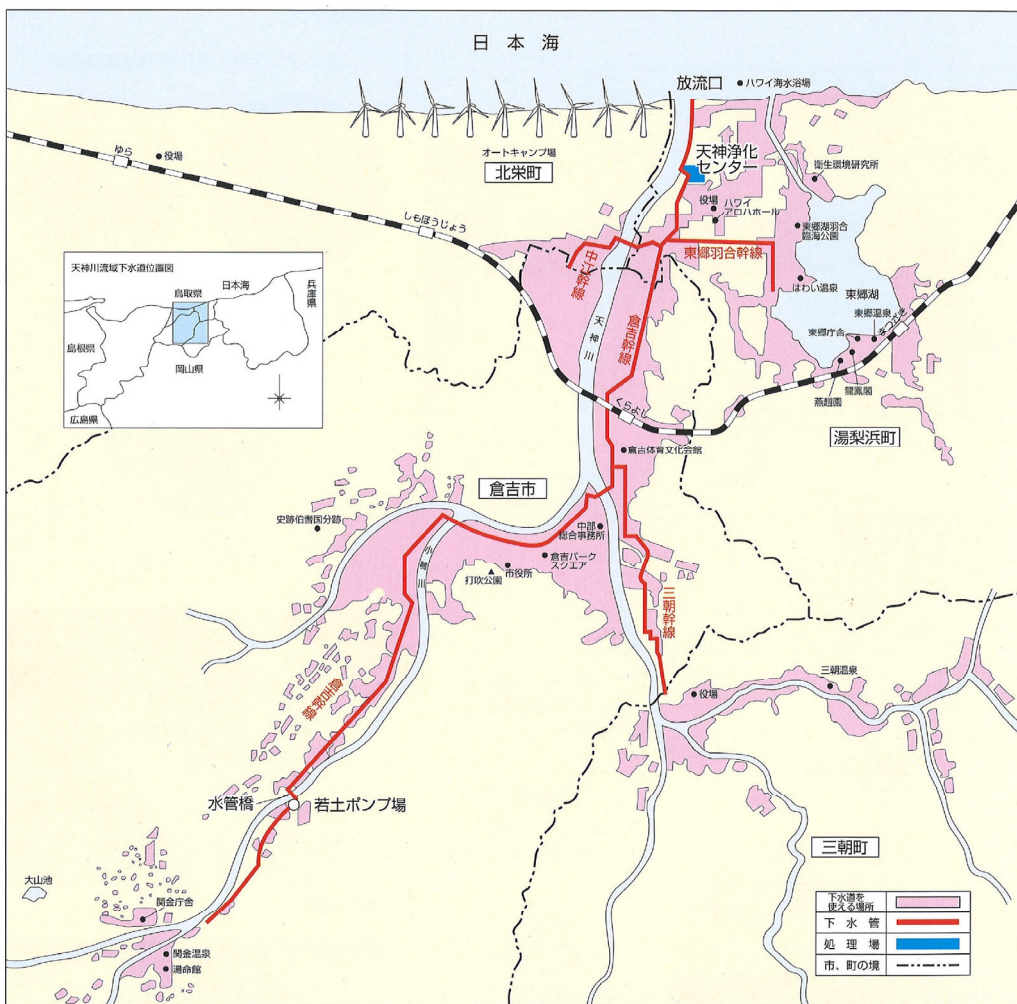 日本海
放流口
ハワイ海水浴場
オートキャンプ場
北栄町
天神浄化
センター
役場
ゆら
しもほうじょう
衛生環境研究所
役場
ハワイ
アロハホール
東郷湖羽合
臨海公園
中江幹線
東郷羽合幹線
はわい温泉
東郷湖
天神川流域下水道位置図
鳥取県
日本海
兵庫県
島根県
岡山県
広島県
天神川
倉吉幹線
東郷温泉
まつざき
東郷庁舎
龍鳳閣
燕趙園
くらよし
湯梨浜町
倉吉体育文化会館
倉吉市
史跡伯耆国分跡
中部
総合事務所
倉吉パーク
スクエア
市役所
打吹公園
小鴨川
三朝幹線
倉吉幹線
役場
三朝温泉
水管橋
若土ポンプ場
三朝町
大山池
関金庁舎
関金温泉
湯命館
下水道を
使える場所
下水管
処理場
市、町の境